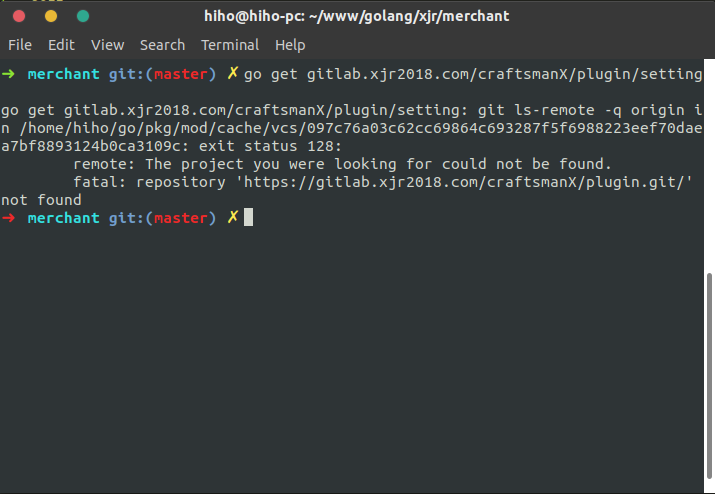 hiho@hiho-pc: ~/www/golang/xjr/merchant
File Edit View Search Terminal Help
➜ merchant git:(master) ✗ go get gitlab.xjr2018.com/craftsmanX/plugin/setting
go get gitlab.xjr2018.com/craftsmanX/plugin/setting: git ls-remote -q origin i
n /home/hiho/go/pkg/mod/cache/vcs/097c76a03c62cc69864c693287f5f6988223eef70dae
a7bf8893124b0ca3109c: exit status 128:
remote: The project you were looking for could not be found.
fatal: repository 'https://gitlab.xjr2018.com/craftsmanX/plugin.git/'
not found
➜ merchant git:(master) ✗